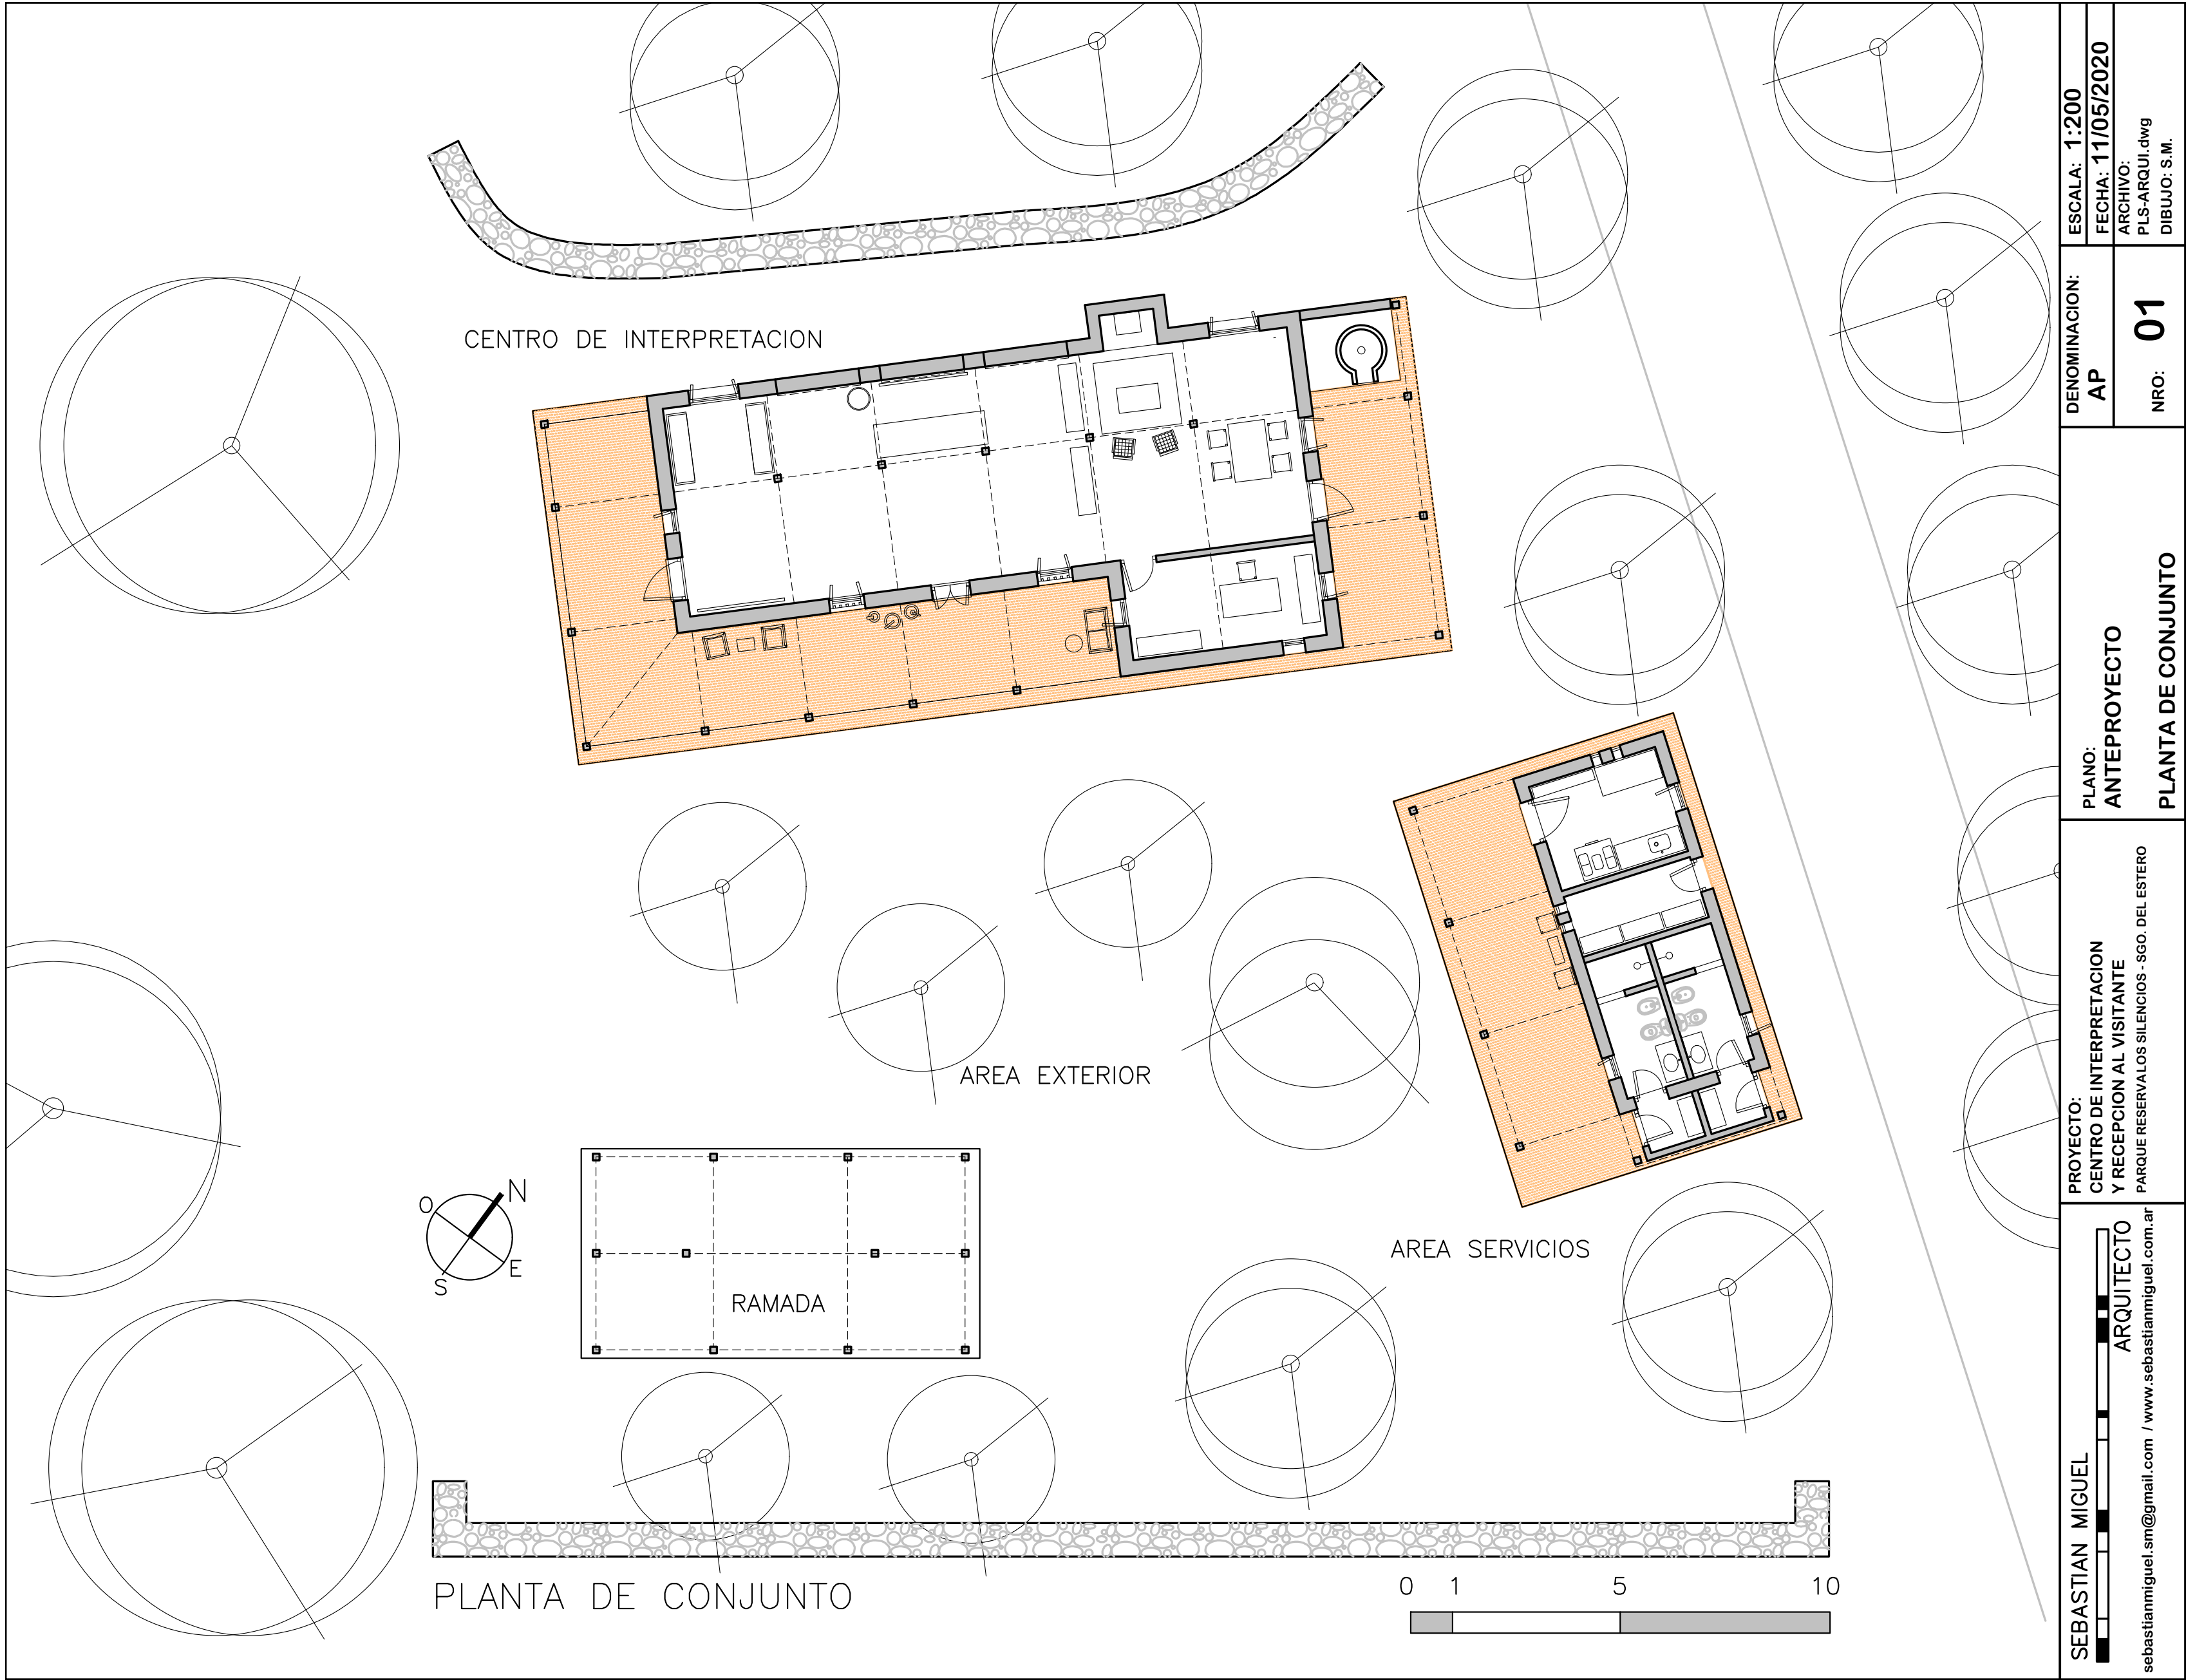 CENTRO DE INTERPRETACION
AREA EXTERIOR
O
N
S
E
RAMADA
AREA SERVICIOS
PLANTA DE CONJUNTO
0 1 5 10
ESCALA: 1:200
FECHA: 11/05/2020
ARCHIVO:
PLS-ARQUI.dwg
DIBUJO: S.M.
DENOMINACION:
AP
NRO: 01
PLANO:
ANTEPROYECTO
PLANTA DE CONJUNTO
PROYECTO:
CENTRO DE INTERPRETACION
Y RECEPCION AL VISITANTE
PARQUE RESERVALOS SILENCIOS - SGO. DEL ESTERO
SEBASTIAN MIGUEL
ARQUITECTO
sebastianmiguel.sm@gmail.com / www.sebastianmiguel.com.ar